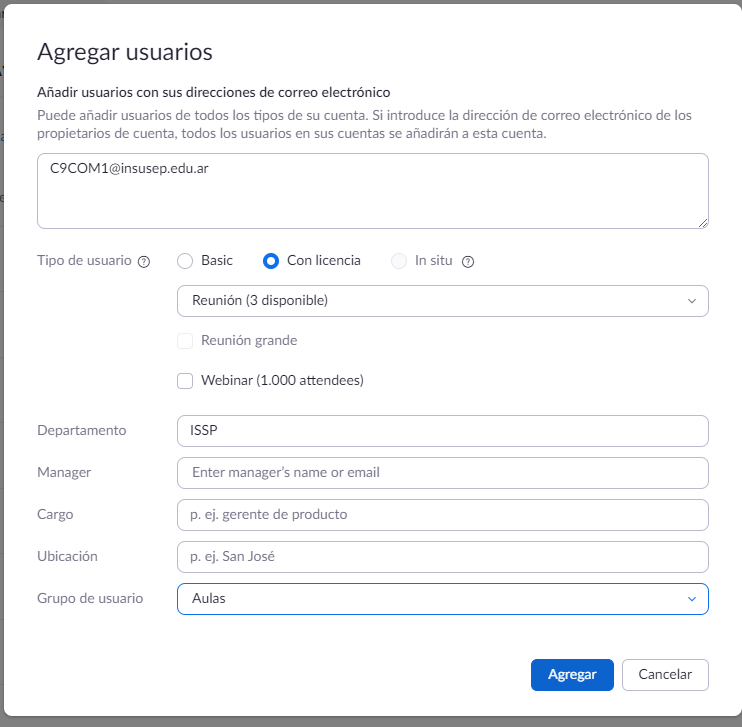 Agregar usuarios
Añadir usuarios con sus direcciones de correo electrónico
Puede añadir usuarios de todos los tipos de su cuenta. Si introduce la dirección de correo electrónico de los
propietarios de cuenta, todos los usuarios en sus cuentas se añadirán a esta cuenta.
C9COM1@insusep.edu.ar
Tipo de usuario ? Basic Con licencia In situ ?
Reunión (3 disponible)
Reunión grande
Webinar (1.000 attendees)
Departamento ISSP
Manager Enter manager's name or email
Cargo p. ej. gerente de producto
Ubicación p. ej. San José
Grupo de usuario Aulas
Agregar Cancelar